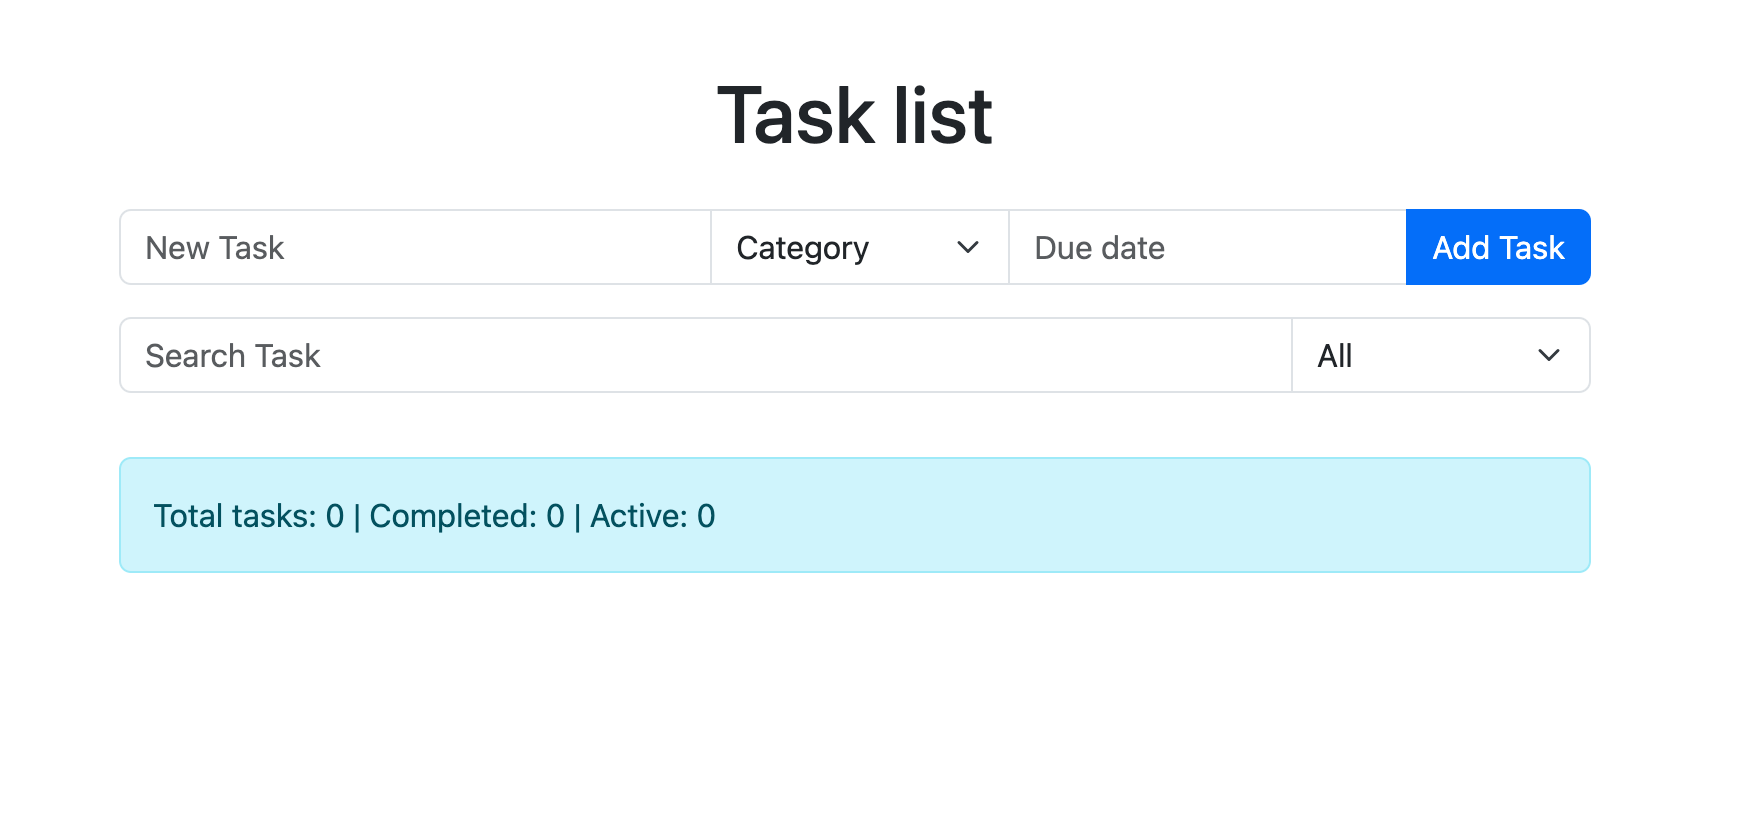 Task list
New Task Category Due date Add Task
Search Task All
Total tasks: 0 | Completed: 0 | Active: 0